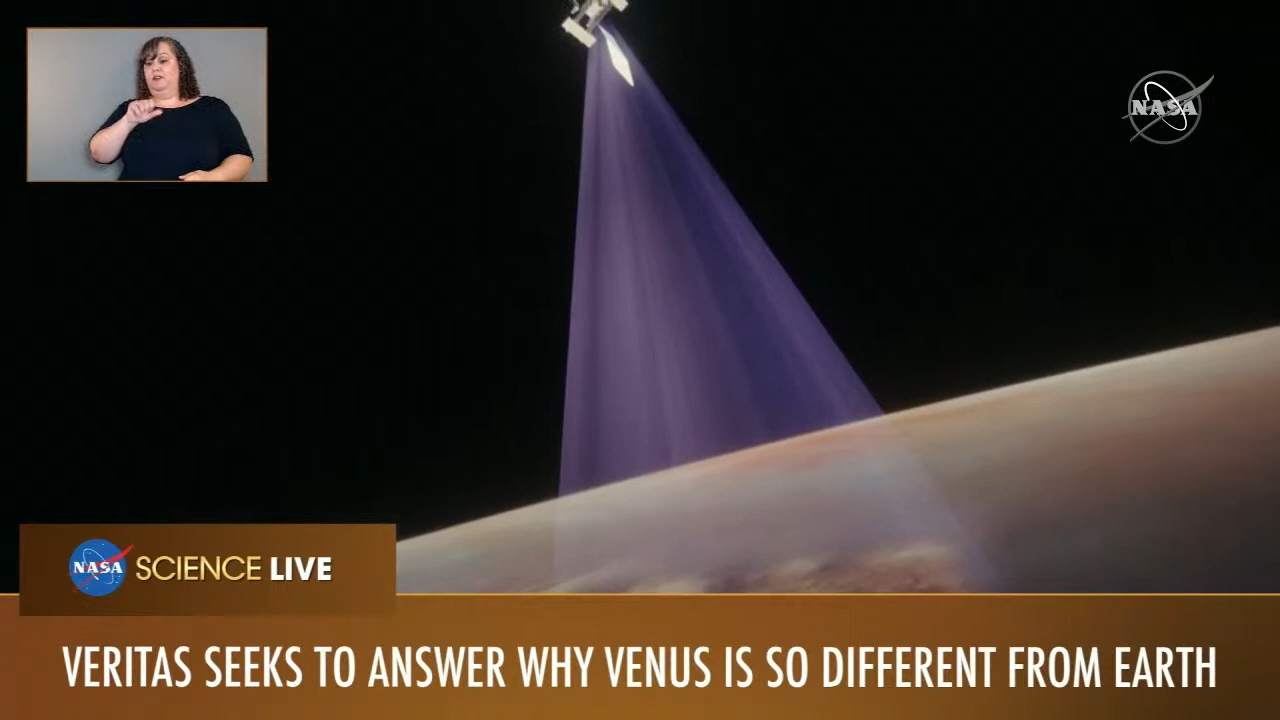 NASA
NASA SCIENCE LIVE
VERITAS SEEKS TO ANSWER WHY VENUS IS SO DIFFERENT FROM EARTH